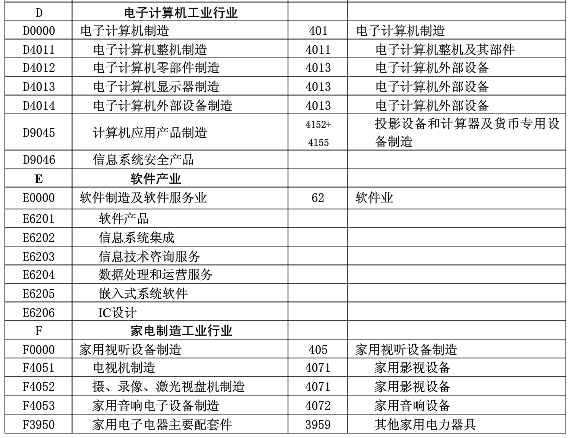 D 电子计算机工业行业
D0000 电子计算机制造 401 电子计算机制造
D4011 电子计算机整机制造 4011 电子计算机整机及其部件
D4012 电子计算机零部件制造 4013 电子计算机外部设备
D4013 电子计算机显示器制造 4013 电子计算机外部设备
D4014 电子计算机外部设备制造 4013 电子计算机外部设备
D9045 计算机应用产品制造 4152+ 投影设备和计算器及货币专用设
4155 备制造
D9046 信息系统安全产品
E 软件产业
E0000 软件制造及软件服务业 62 软件业
E6201 软件产品
E6202 信息系统集成
E6203 信息技术咨询服务
E6204 数据处理和运营服务
E6205 嵌入式系统软件
E6206 IC设计
F 家电制造工业行业
F0000 家用视听设备制造 405 家用视听设备制造
F4051 电视机制造 4071 家用影视设备
F4052 摄、录像、激光视盘机制造 4071 家用影视设备
F4053 家用音响电子设备制造 4072 家用音响设备
F3950 家用电子电器主要配套件 3959 其他家用电力器具